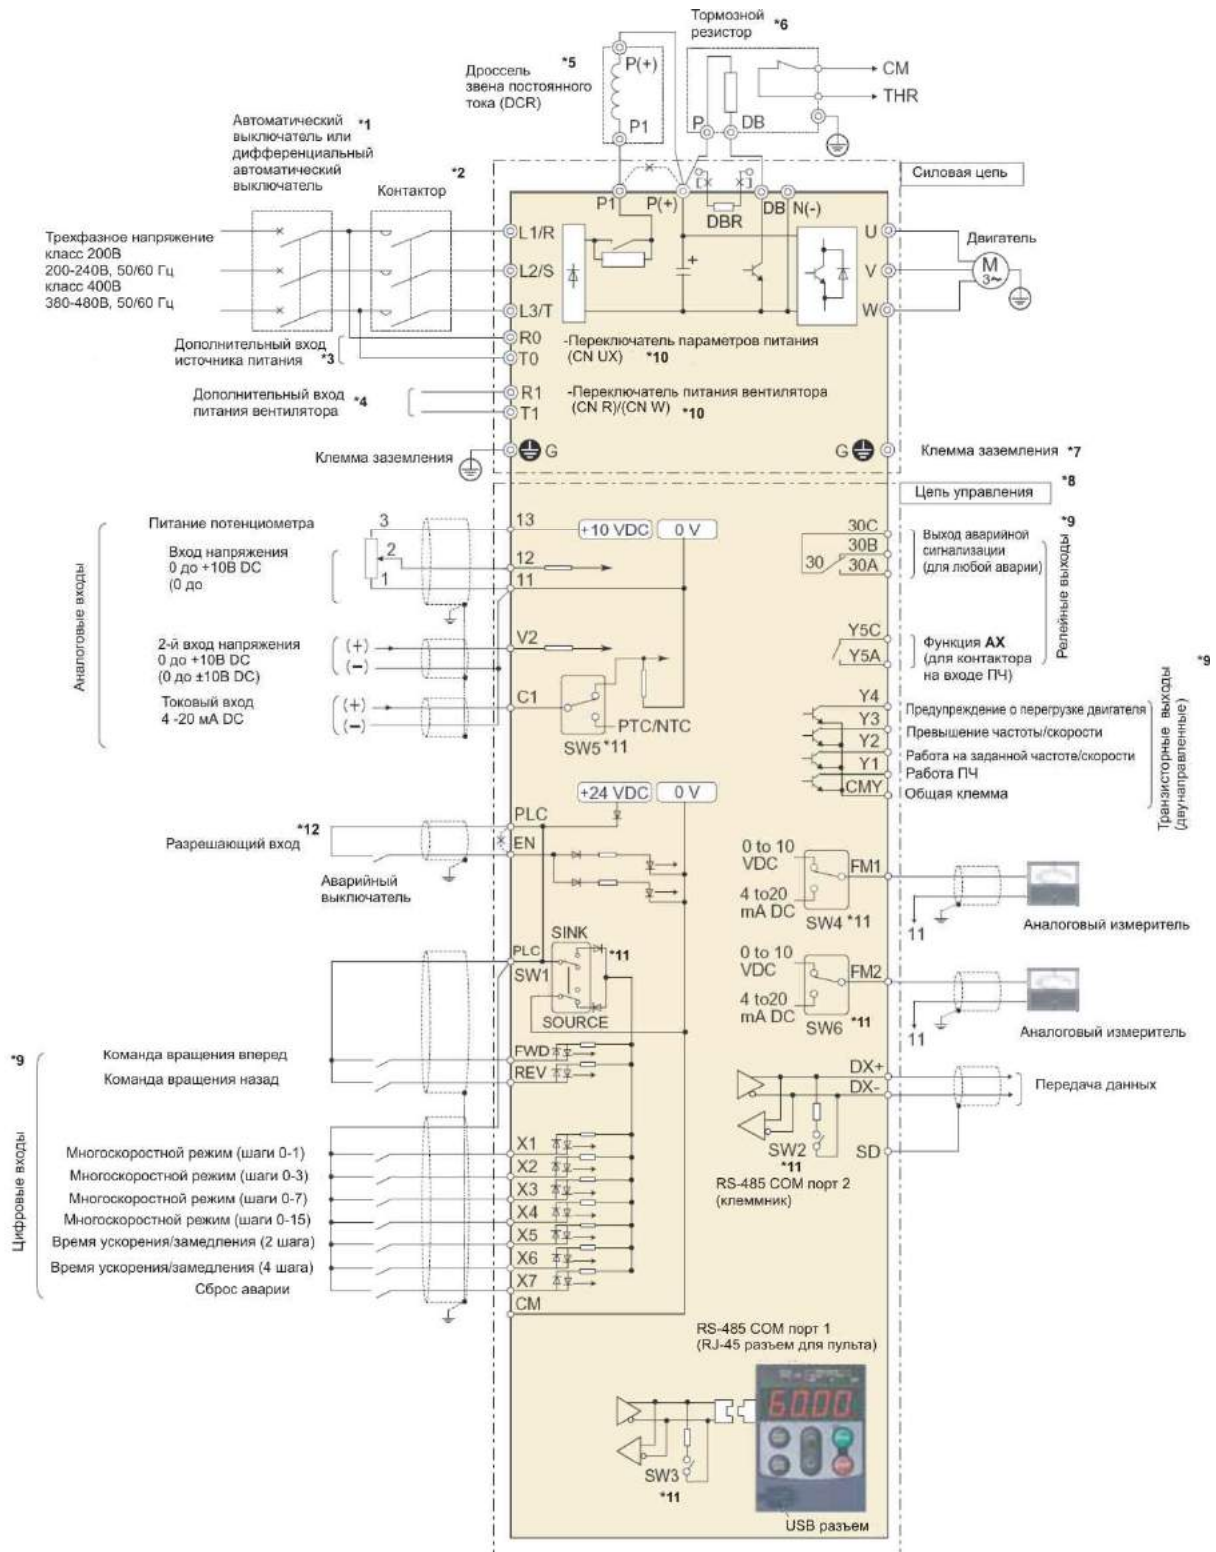 Тормозной *6
резистор
*5
Дроссель
звена постоянного
тока (DCR)
P(+)
P1
P
DB
CM
THR
Автоматический
выключатель или *1
дифференциальный
автоматический
выключатель
*2
Контактор
Силовая цепь
P1
P(+)
DBR
DB
N(-)
Трехфазное напряжение
класс 200В
200-240В, 50/60 Гц
класс 400В
380-480В, 50/60 Гц
L1/R
L2/S
L3/T
U
V
W
Двигатель
M
3~
Дополнительный вход
источника питания *3
R0
T0
-Переключатель параметров питания
(CN UX) *10
Дополнительный вход
питания вентилятора *4
R1
T1
-Переключатель питания вентилятора
(CN R)/(CN W) *10
Клемма заземления
G
G
Клемма заземления *7
*8
Цепь управления
Аналоговые входы
Питание потенциометра
Вход напряжения
0 до +10В DC
(0 до
3
2
1
13
12
11
+10 VDC
0 V
2-й вход напряжения
0 до +10В DC
(0 до ±10В DC)
(+)
(−)
V2
Токовый вход
4 -20 мА DC
(+)
(−)
C1
PTC/NTC
SW5 *11
30C
30B
30A
30
*9
Выход аварийной
сигнализации
(для любой аварии)
Релейные выходы
Y5C
Y5A
Функция AX
(для контактора
на входе ПЧ)
*9
Транзисторные выходы
(двунаправленные)
Y4
Предупреждение о перегрузке двигателя
Y3
Превышение частоты/скорости
Y2
Работа на заданной частоте/скорости
Y1
Работа ПЧ
CMY
Общая клемма
+24 VDC
0 V
*12
Разрешающий вход
PLC
EN
Аварийный
выключатель
0 to 10
VDC
4 to20
mA DC
FM1
SW4 *11
11
Аналоговый измеритель
SINK
PLC
SW1
*11
SOURCE
0 to 10
VDC
4 to20
mA DC
FM2
SW6 *11
11
Аналоговый измеритель
*9
Цифровые входы
Команда вращения вперед
FWD
Команда вращения назад
REV
DX+
DX-
Передача данных
SW2
*11
SD
RS-485 COM порт 2
(клеммник)
Многоскоростной режим (шаги 0-1)
X1
Многоскоростной режим (шаги 0-3)
X2
Многоскоростной режим (шаги 0-7)
X3
Многоскоростной режим (шаги 0-15)
X4
Время ускорения/замедления (2 шага)
X5
Время ускорения/замедления (4 шага)
X6
Сброс аварии
X7
CM
RS-485 COM порт 1
(RJ-45 разъем для пульта)
60.00
SW3
*11
USB разъем